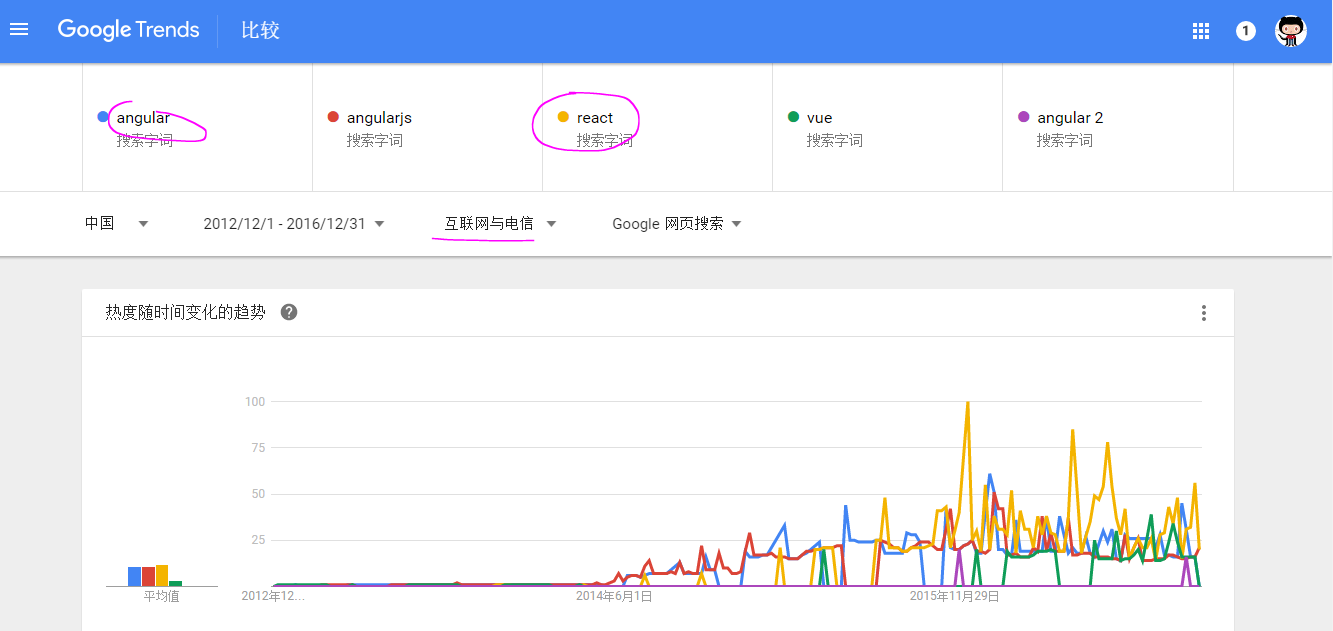 Google Trends 比较 1
angular angularjs react vue angular 2
搜索字词 搜索字词 搜索字词 搜索字词 搜索字词
中国 2012/12/1 - 2016/12/31 互联网与电信 Google 网页搜索
热度随时间变化的趋势 ?
100
75
50
25
平均值 2012年12... 2014年6月1日 2015年11月29日